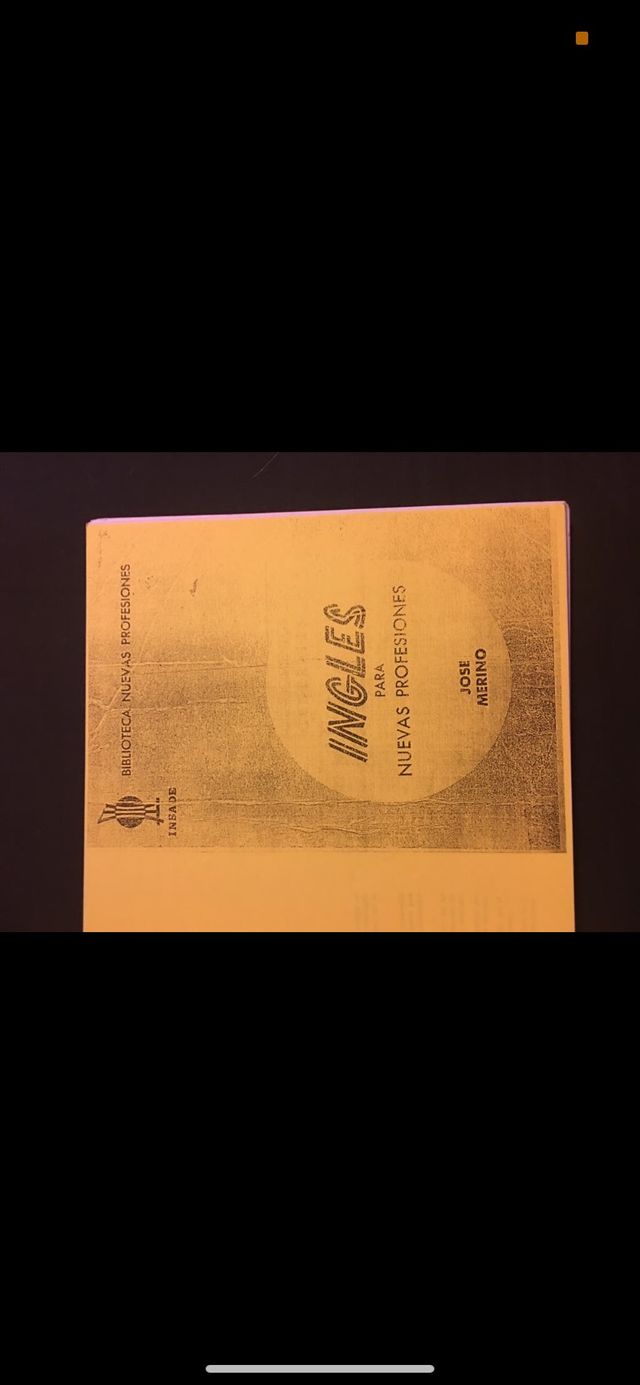 BIBLIOTECA NUEVAS PROFESIONES
INSADE
INGLES
PARA
NUEVAS PROFESIONES
JOSE
MERINO